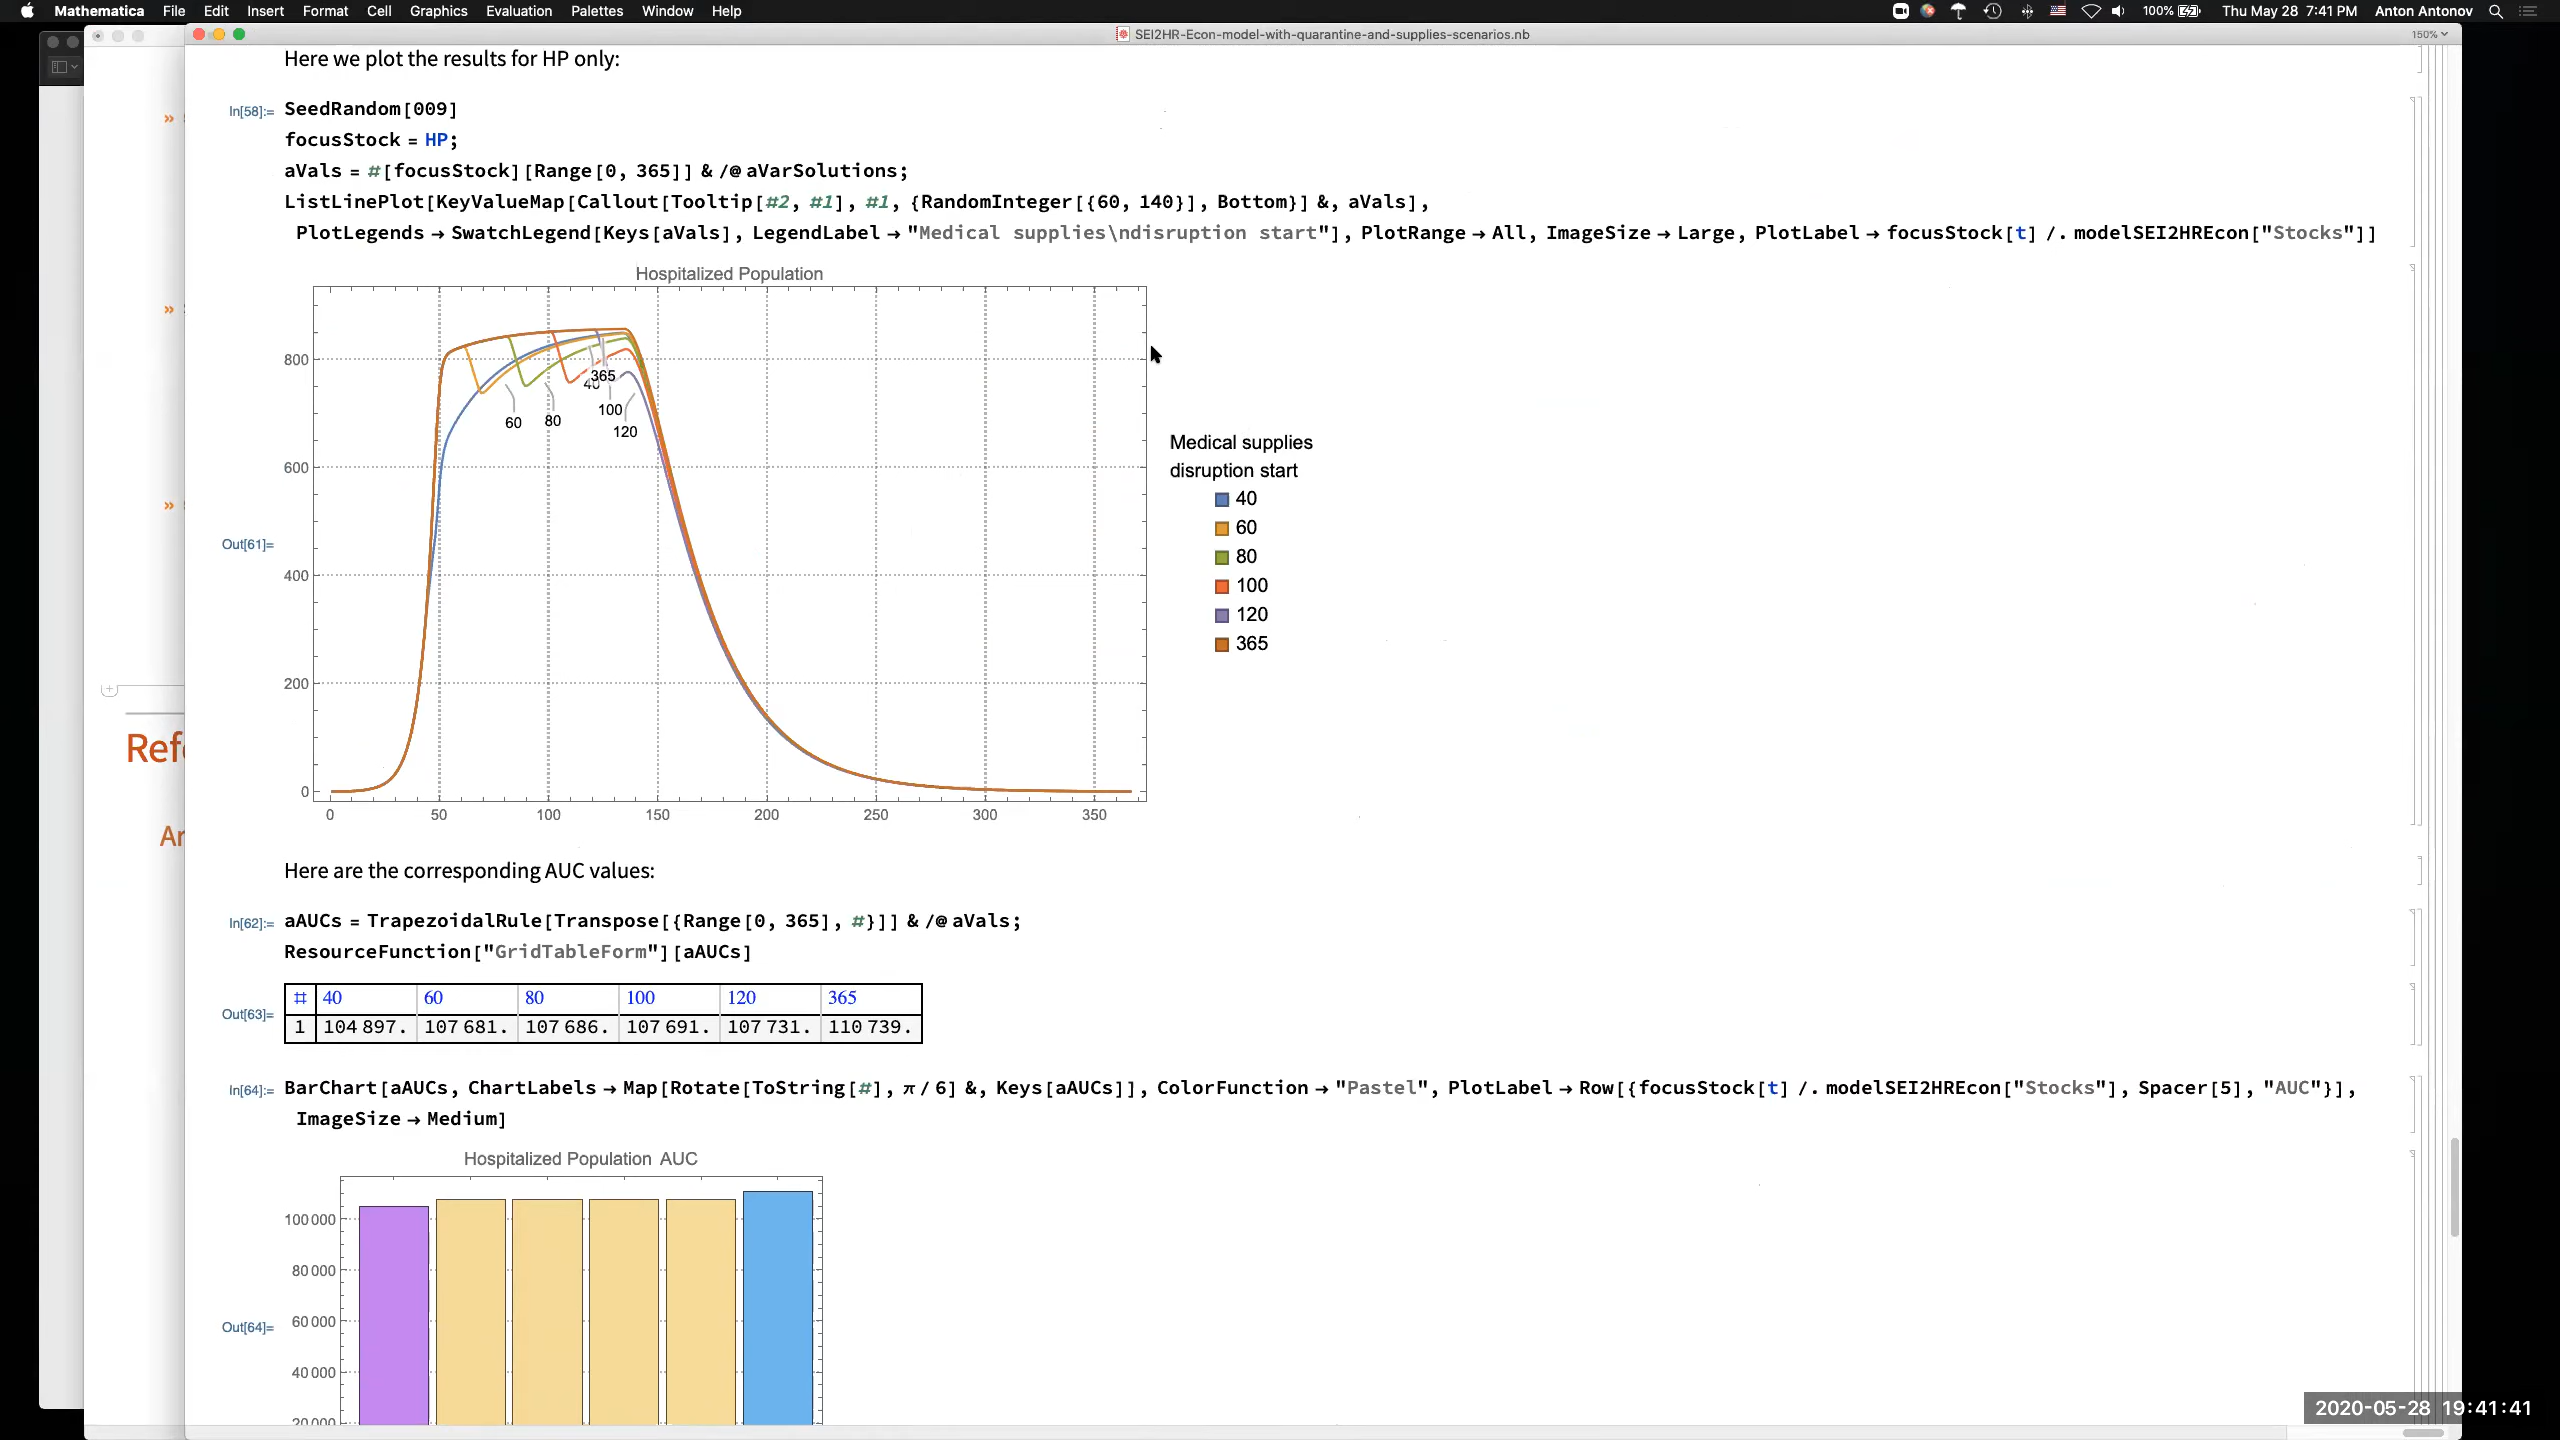 Mathematica File Edit Insert Format Cell Graphics Evaluation Palettes Window Help
100% Thu May 28 7:41 PM Anton Antonov
SEI2HR-Econ-model-with-quarantine-and-supplies-scenarios.nb
150%
Here we plot the results for HP only:
In[58]:= SeedRandom[009]
focusStock = HP;
aVals = #[focusStock][Range[0, 365]] & /@ aVarSolutions;
ListLinePlot[KeyValueMap[Callout[Tooltip[#2, #1], #1, {RandomInteger[{60, 140}], Bottom}] &, aVals],
PlotLegends → SwatchLegend[Keys[aVals], LegendLabel → "Medical supplies\ndisruption start"], PlotRange → All, ImageSize → Large, PlotLabel → focusStock[t] /. modelSEI2HREcon["Stocks"]]
Hospitalized Population
800
600
400
200
0
0 50 100 150 200 250 300 350
365
40
100
60 80
120
Medical supplies
disruption start
40
60
80
100
120
365
Out[61]=
Here are the corresponding AUC values:
In[62]:= aAUCs = TrapezoidalRule[Transpose[{Range[0, 365], #}]] & /@ aVals;
ResourceFunction["GridTableForm"][aAUCs]
Out[63]=
# 40 60 80 100 120 365
1 104 897. 107 681. 107 686. 107 691. 107 731. 110 739.
In[64]:= BarChart[aAUCs, ChartLabels → Map[Rotate[ToString[#], π / 6] &, Keys[aAUCs]], ColorFunction → "Pastel", PlotLabel → Row[{focusStock[t] /. modelSEI2HREcon["Stocks"], Spacer[5], "AUC"}],
ImageSize → Medium]
Hospitalized Population AUC
100 000
80 000
60 000
40 000
20 000
Out[64]=
Refe
Ar
2020-05-28 19:41:41